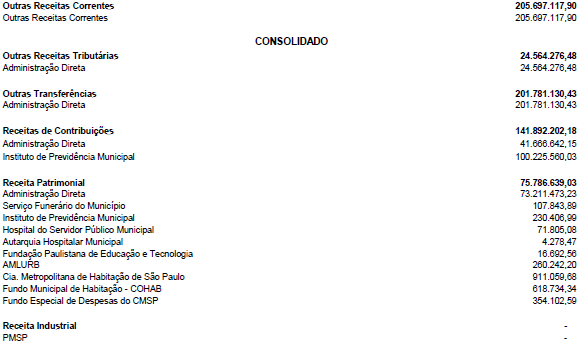 Outras Receitas Correntes 205.697.117,90
Outras Receitas Correntes 205.697.117,90
CONSOLIDADO
Outras Receitas Tributárias 24.564.276,48
Administração Direta 24.564.276,48
Outras Transferências 201.781.130,43
Administração Direta 201.781.130,43
Receitas de Contribuições 141.892.202,18
Administração Direta 41.666.642,15
Instituto de Previdência Municipal 100.225.560,03
Receita Patrimonial 75.786.639,03
Administração Direta 73.211.473,23
Serviço Funerário do Município 107.843,89
Instituto de Previdência Municipal 230.406,99
Hospital do Servidor Público Municipal 71.805,08
Autarquia Hospitalar Municipal 4.278,47
Fundação Paulistana de Educação e Tecnologia 16.692,56
AMLURB 260.242,20
Cia. Metropolitana de Habitação de São Paulo 911.059,68
Fundo Municipal de Habitação - COHAB 618.734,34
Fundo Especial de Despesas do CMSP 354.102,59
Receita Industrial -
PMSP -